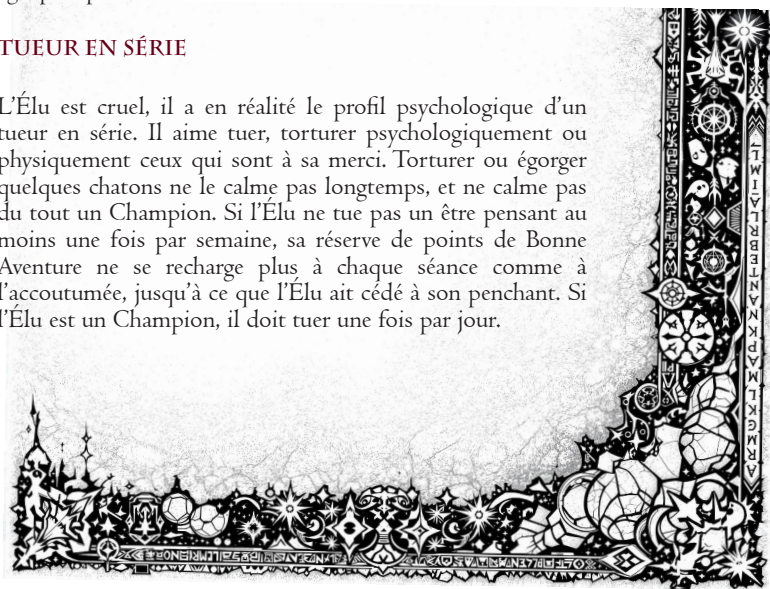 TUEUR EN SÉRIE
L’Élu est cruel, il a en réalité le profil psychologique d’un
tueur en série. Il aime tuer, torturer psychologiquement ou
physiquement ceux qui sont à sa merci. Torturer ou égorger
quelques chatons ne le calme pas longtemps, et ne calme pas
du tout un Champion. Si l’Élu ne tue pas un être pensant au
moins une fois par semaine, sa réserve de points de Bonne
Aventure ne se recharge plus à chaque séance comme à
l’accoutumée, jusqu’à ce que l’Élu ait cédé à son penchant. Si
l’Élu est un Champion, il doit tuer une fois par jour.